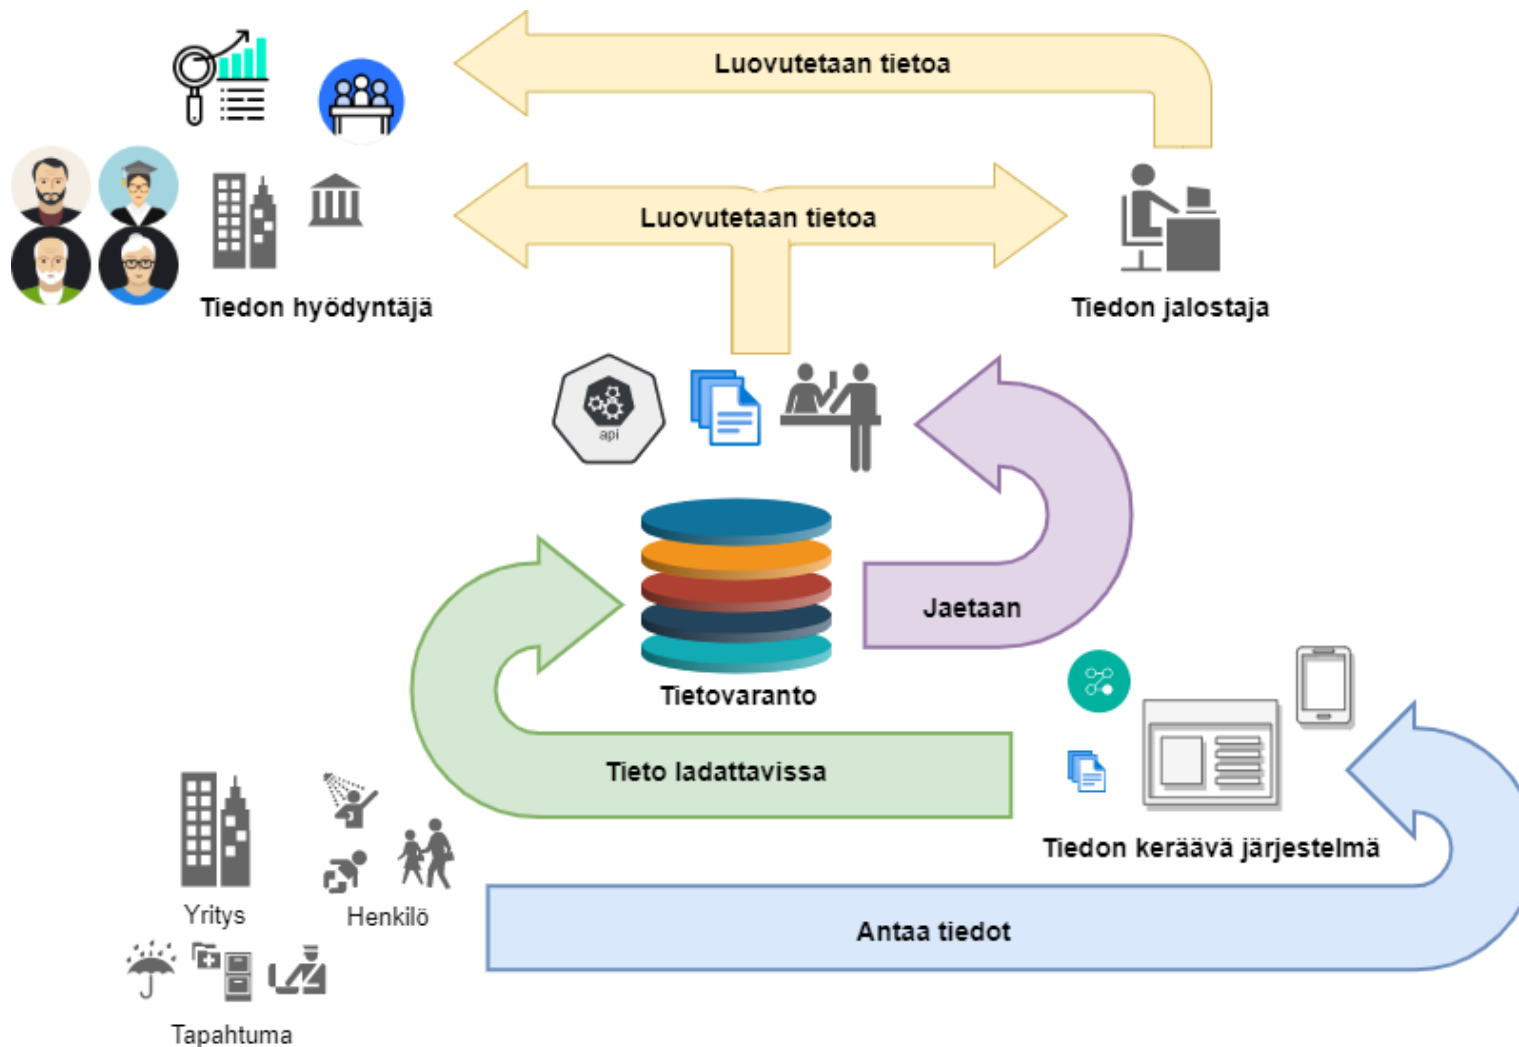 Luovutetaan tietoa
Luovutetaan tietoa
Tiedon hyödyntäjä
Tiedon jalostaja
api
Jaetaan
Tietovaranto
Tieto ladattavissa
Tiedon keräävä järjestelmä
Yritys
Henkilö
Antaa tiedot
Tapahtuma